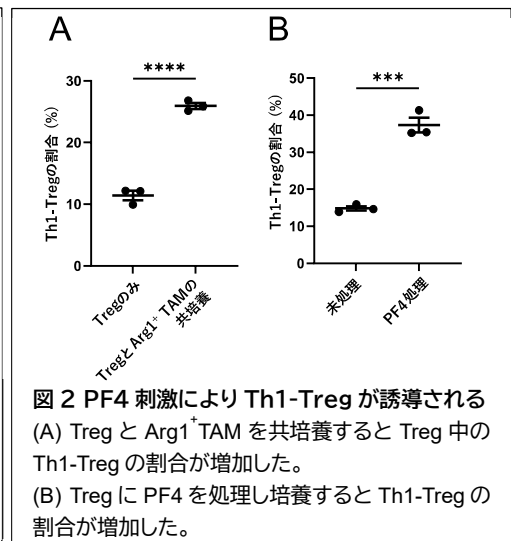 A
B
****
***
Th1-Tregの割合 (%)
30
20
10
0
Tregのみ
TregとArg1⁺ TAMの
共培養
Th1-Tregの割合 (%)
50
40
30
20
10
0
未処理
PF4処理
図 2 PF4 刺激により Th1-Treg が誘導される
(A) Treg と Arg1⁺TAM を共培養すると Treg 中の
Th1-Treg の割合が増加した。
(B) Treg に PF4 を処理し培養すると Th1-Treg の
割合が増加した。